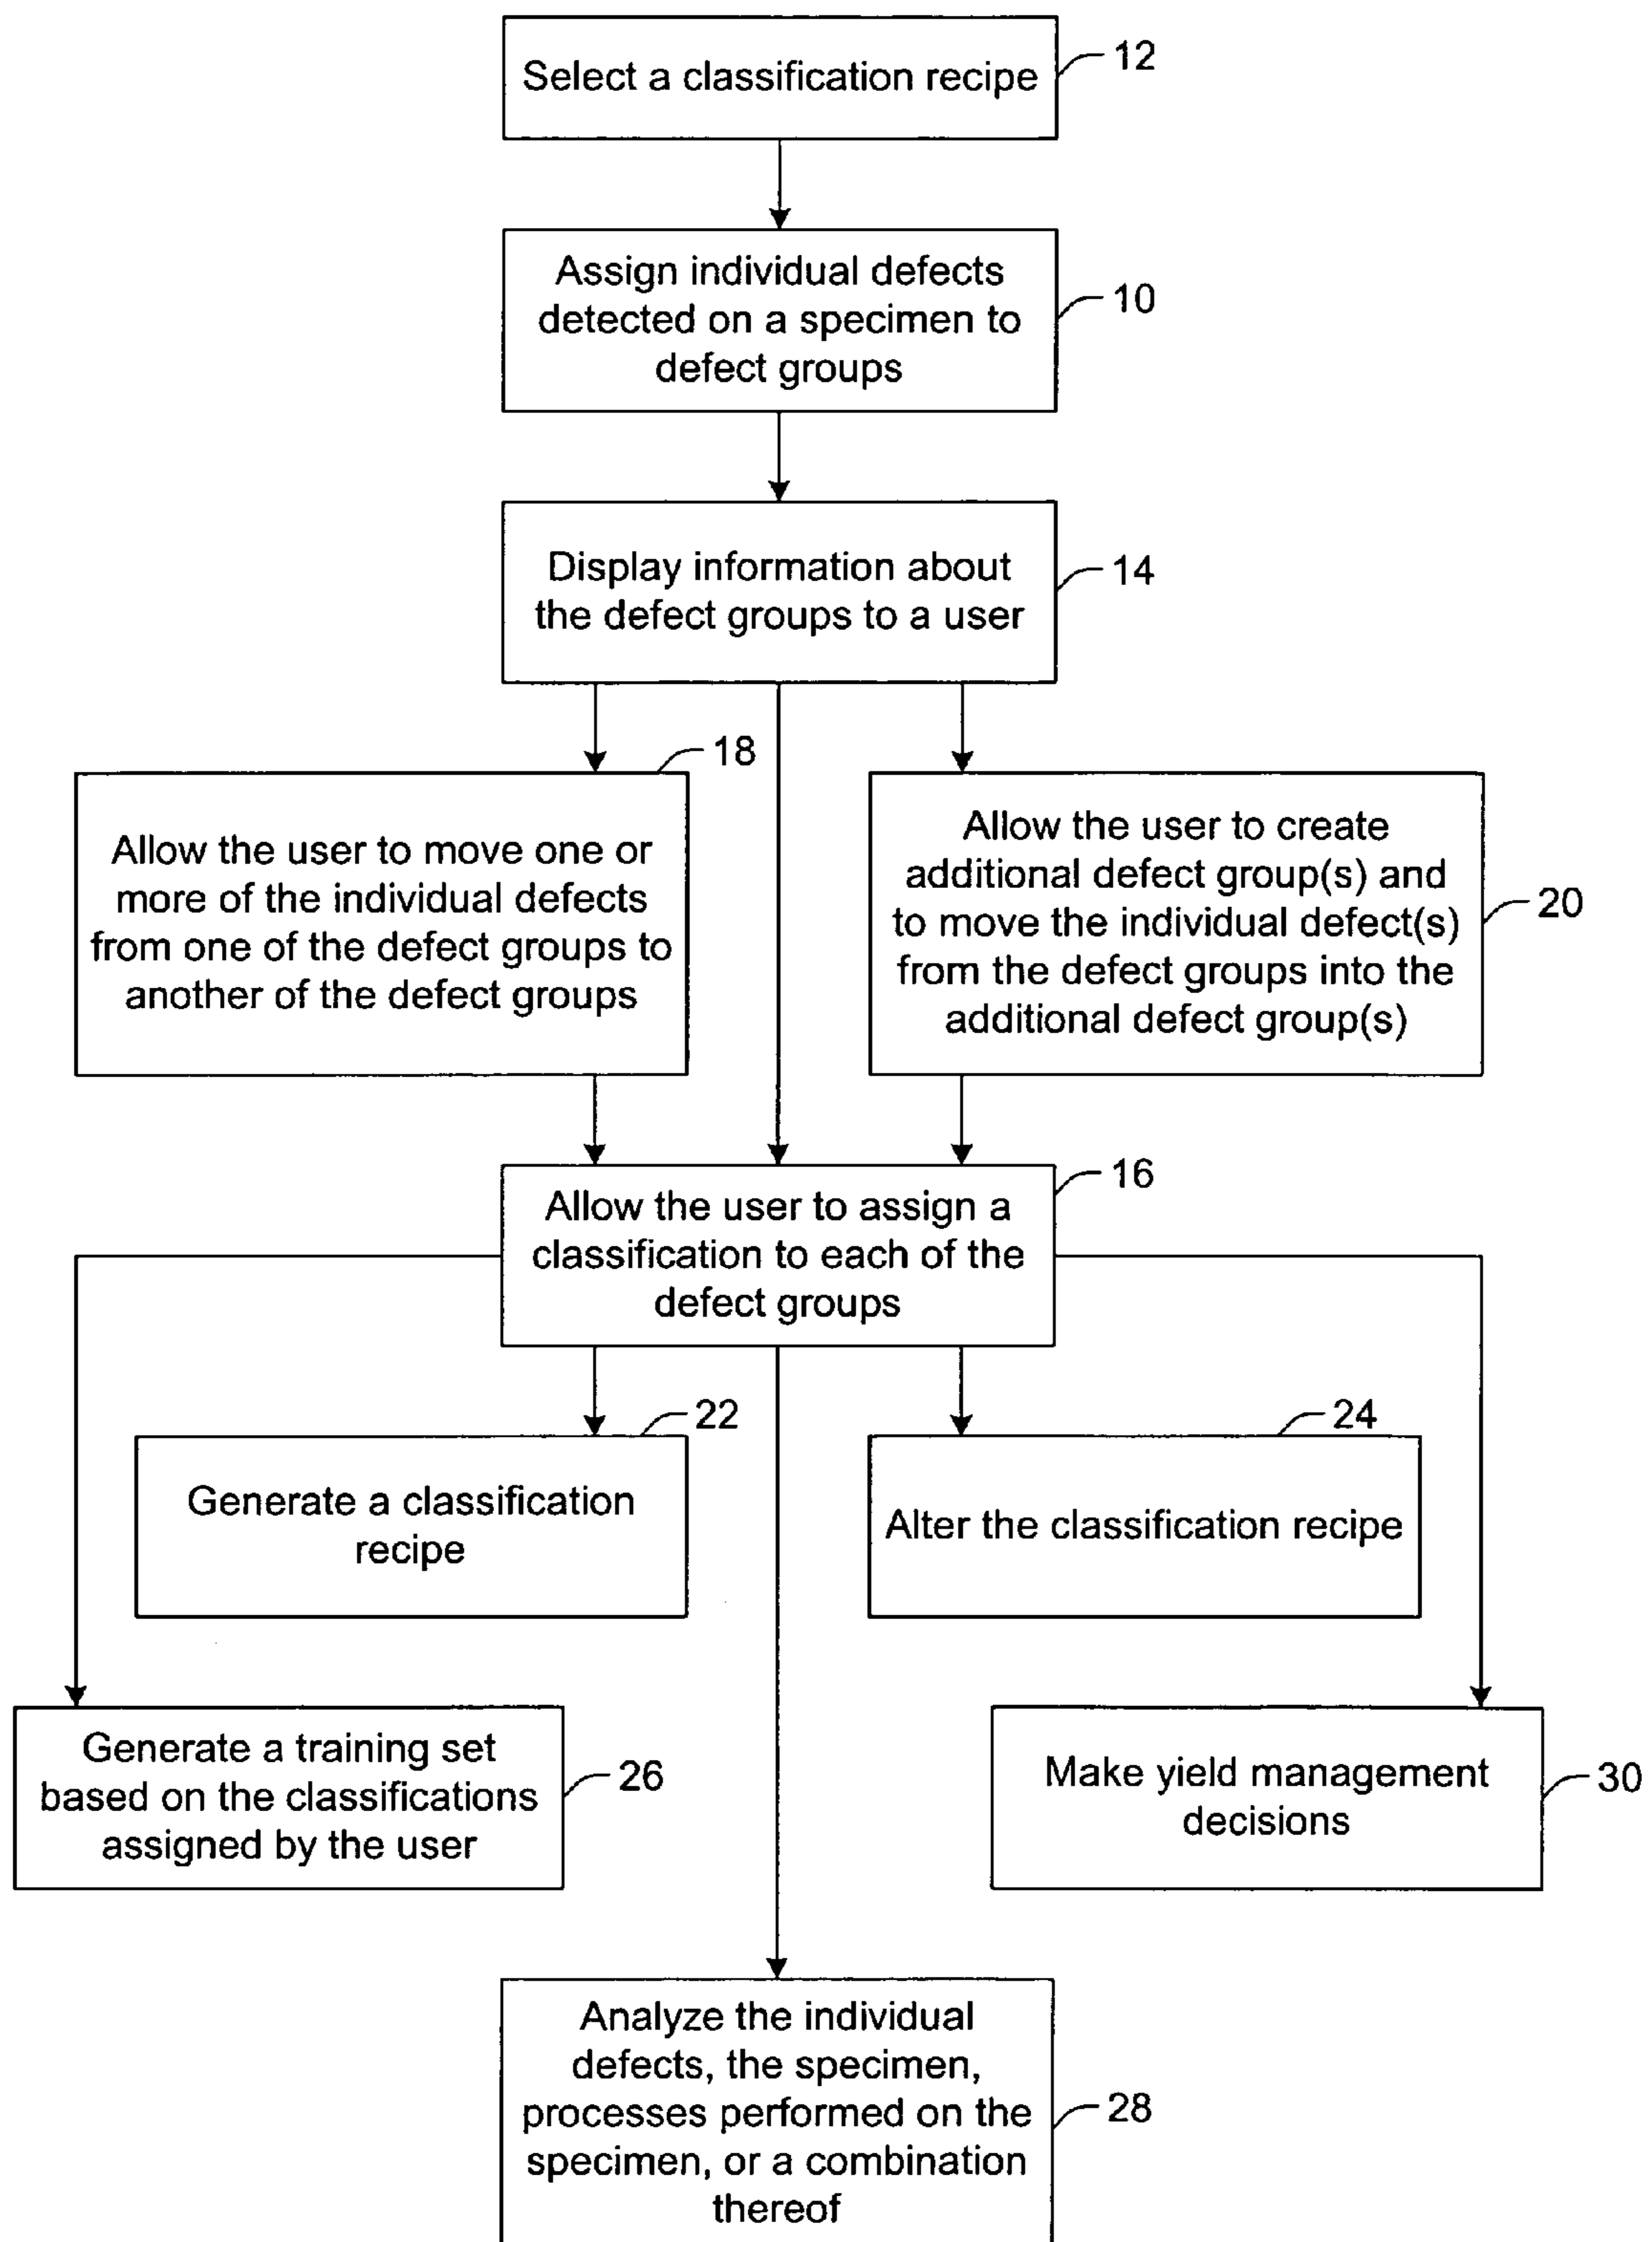 Select a classification recipe
12
Assign individual defects
detected on a specimen to
defect groups
10
Display information about
the defect groups to a user
14
18
Allow the user to move one or
more of the individual defects
from one of the defect groups to
another of the defect groups
Allow the user to create
additional defect group(s) and
to move the individual defect(s)
from the defect groups into the
additional defect group(s)
20
16
Allow the user to assign a
classification to each of the
defect groups
22
Generate a classification
recipe
24
Alter the classification recipe
Generate a training set
based on the classifications
assigned by the user
26
Make yield management
decisions
30
Analyze the individual
defects, the specimen,
processes performed on the
specimen, or a combination
thereof
28